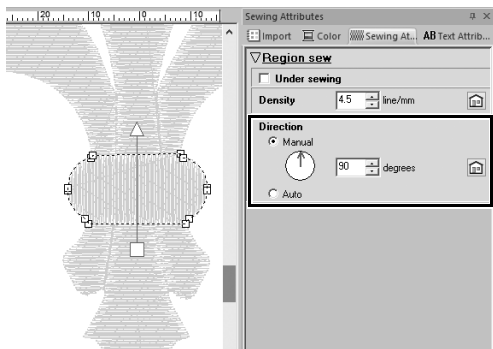 20 10 0 10
Sewing Attributes
Import Color Sewing At... AB Text Attrib...
Region sew
Under sewing
Density 4.5 line/mm
Direction
Manual
90 degrees
Auto